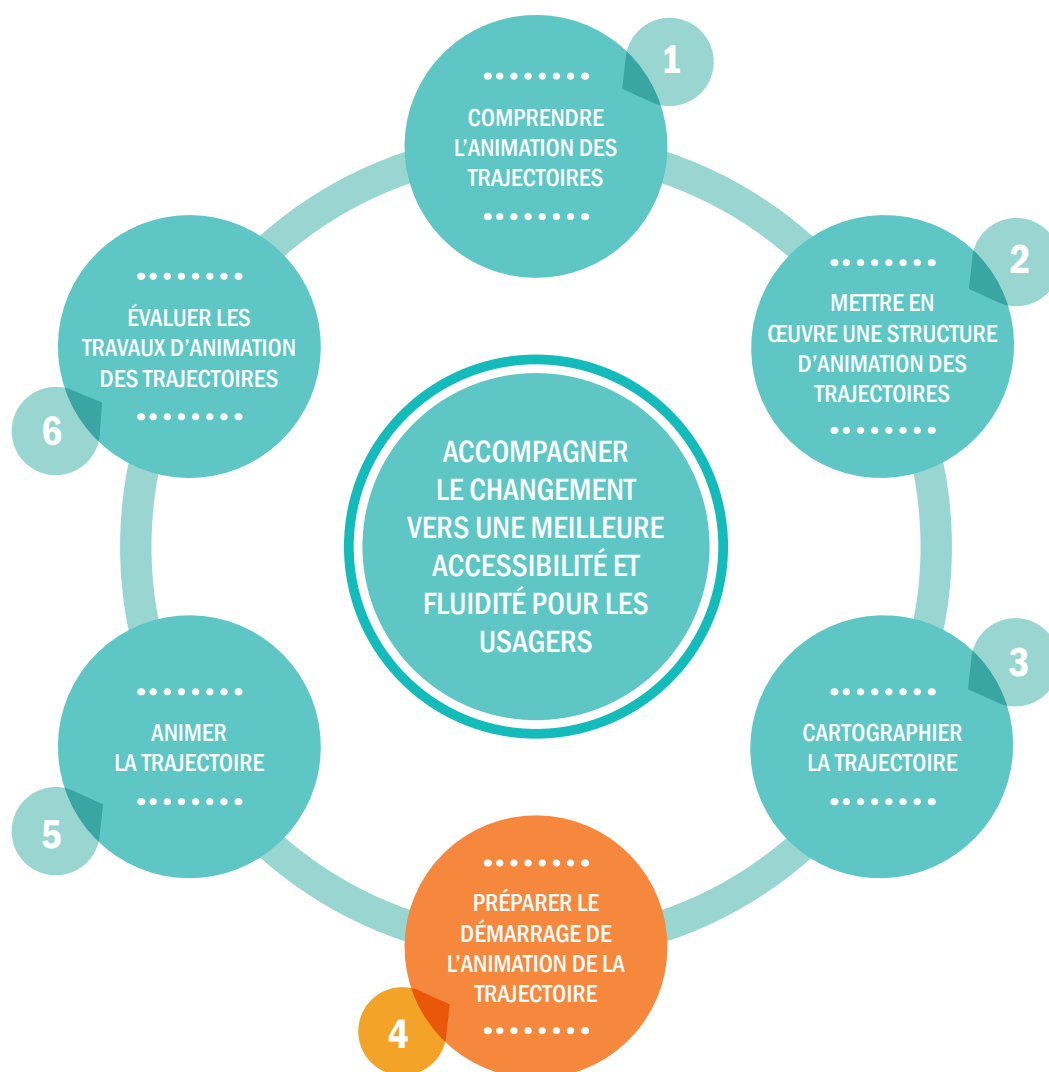 1
COMPRENDRE
L'ANIMATION DES
TRAJECTOIRES
2
METTRE EN
ŒUVRE UNE STRUCTURE
D'ANIMATION DES
TRAJECTOIRES
3
CARTOGRAPHIER
LA TRAJECTOIRE
4
PRÉPARER LE
DÉMARRAGE DE
L'ANIMATION DE LA
TRAJECTOIRE
5
ANIMER
LA TRAJECTOIRE
6
ÉVALUER LES
TRAVAUX D'ANIMATION
DES TRAJECTOIRES
ACCOMPAGNER
LE CHANGEMENT
VERS UNE MEILLEURE
ACCESSIBILITÉ ET
FLUIDITÉ POUR LES
USAGERS